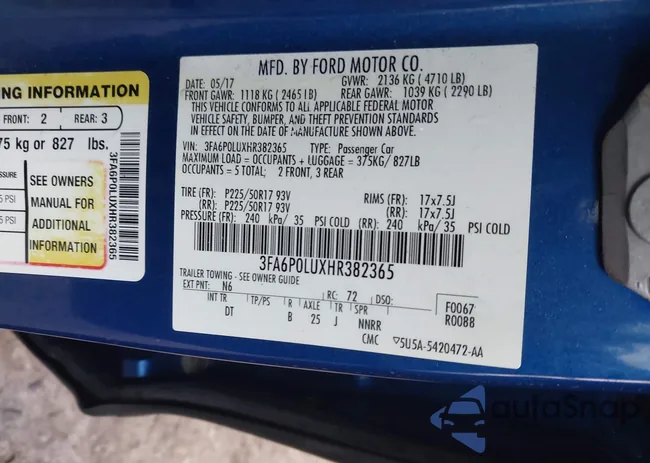 NG INFORMATION
FRONT: 2 REAR: 3
75 kg or 827 lbs.
5 PSI
PSI
SEE OWNERS
MANUAL FOR
ADDITIONAL
INFORMATION
3FA6P0LUXHR382365
MFD. BY FORD MOTOR CO.
DATE: 05/17 GVWR: 2136 KG ( 4710 LB)
FRONT GAWR: 1118 KG ( 2465 LB) REAR GAWR: 1039 KG ( 2290 LB)
THIS VEHICLE CONFORMS TO ALL APPLICABLE FEDERAL MOTOR
VEHICLE SAFETY, BUMPER, AND THEFT PREVENTION STANDARDS
IN EFFECT ON THE DATE OF MANUFACTURE SHOWN ABOVE.
VIN: 3FA6P0LUXHR382365 TYPE: Passenger Car
MAXIMUM LOAD = OCCUPANTS + LUGGAGE = 375KG/ 827LB
OCCUPANTS = 5 TOTAL; 2 FRONT, 3 REAR
TIRE (FR): P225/50R17 93V RIMS (FR): 17x7.5J
(RR): P225/50R17 93V (RR): 17x7.5J
PRESSURE (FR): 240 kPa/ 35 PSI COLD (RR): 240 kPa/ 35 PSI COLD
3FA6P0LUXHR382365
TRAILER TOWING - SEE OWNER GUIDE
EXT PNT: N6 RC: 72 DSO: F0067
INT TR TP/PS R AXLE TR SPR R0088
DT B 25 J NNRR
CMC ▽5U5A-5420472-AA
autoSnap